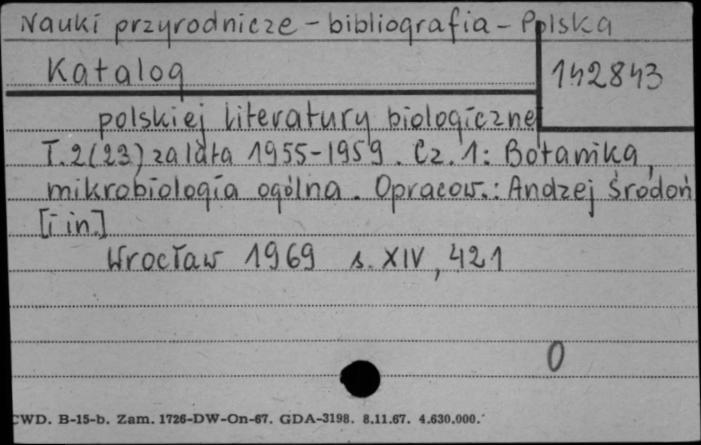 Nauki przyrodnicze - bibliografia - Polska
Katalog
142843
polskiej literatury biologicznej
T.2(23) za lata 1955-1959. Cz. 1: Botanika,
mikrobiologia ogólna. Opracow.: Andzej Środoń
[i in.]
Wrocław 1969 s. XIV, 421
0
CWD. B-15-b. Zam. 1726-DW-On-67. GDA-3198. 8.11.67. 4.630.000.